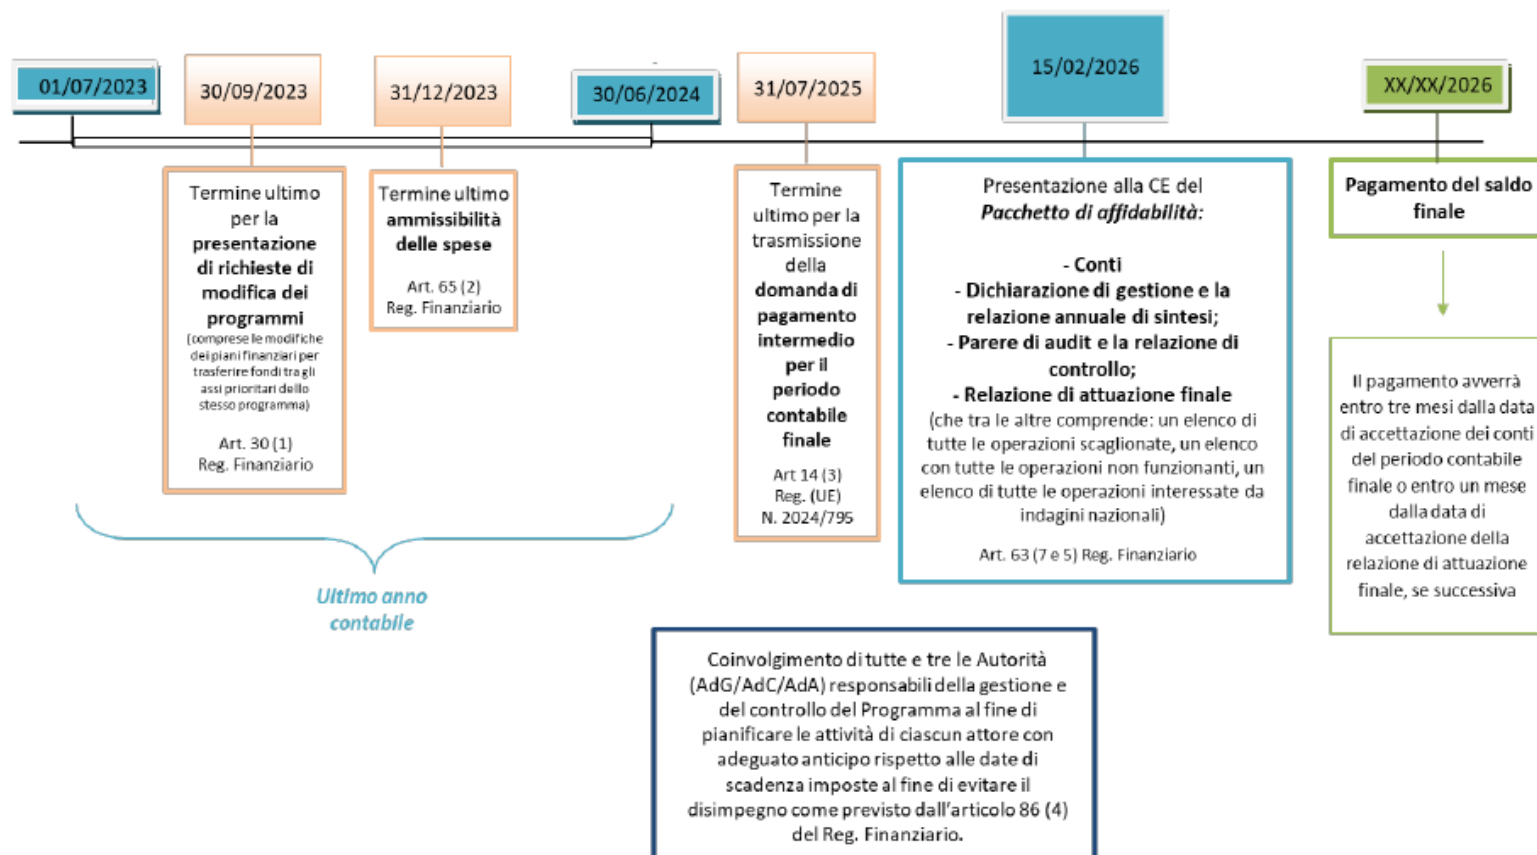 01/07/2023
30/09/2023
31/12/2023
30/06/2024
31/07/2025
15/02/2026
XX/XX/2026
Termine ultimo
per la
presentazione
di richieste di
modifica dei
programmi
(comprese le modifiche
dei piani finanziari per
trasferire fondi tra gli
assi prioritari dello
stesso programma)
Art. 30 (1)
Reg. Finanziario
Termine ultimo
ammissibilità
delle spese
Art. 65 (2)
Reg. Finanziario
Termine
ultimo per la
trasmissione
della
domanda di
pagamento
intermedio
per il
periodo
contabile
finale
Art 14 (3)
Reg. (UE)
N. 2024/795
Presentazione alla CE del
Pacchetto di affidabilità:
- Conti
- Dichiarazione di gestione e la
relazione annuale di sintesi;
- Parere di audit e la relazione di
controllo;
- Relazione di attuazione finale
(che tra le altre comprende: un elenco di
tutte le operazioni scaglionate, un elenco
con tutte le operazioni non funzionanti, un
elenco di tutte le operazioni interessate da
indagini nazionali)
Art. 63 (7 e 5) Reg. Finanziario
Pagamento del saldo
finale
Il pagamento avverrà
entro tre mesi dalla data
di accettazione dei conti
del periodo contabile
finale o entro un mese
dalla data di
accettazione della
relazione di attuazione
finale, se successiva
Ultimo anno
contabile
Coinvolgimento di tutte e tre le Autorità
(AdG/AdC/AdA) responsabili della gestione e
del controllo del Programma al fine di
pianificare le attività di ciascun attore con
adeguato anticipo rispetto alle date di
scadenza imposte al fine di evitare il
disimpegno come previsto dall'articolo 86 (4)
del Reg. Finanziario.